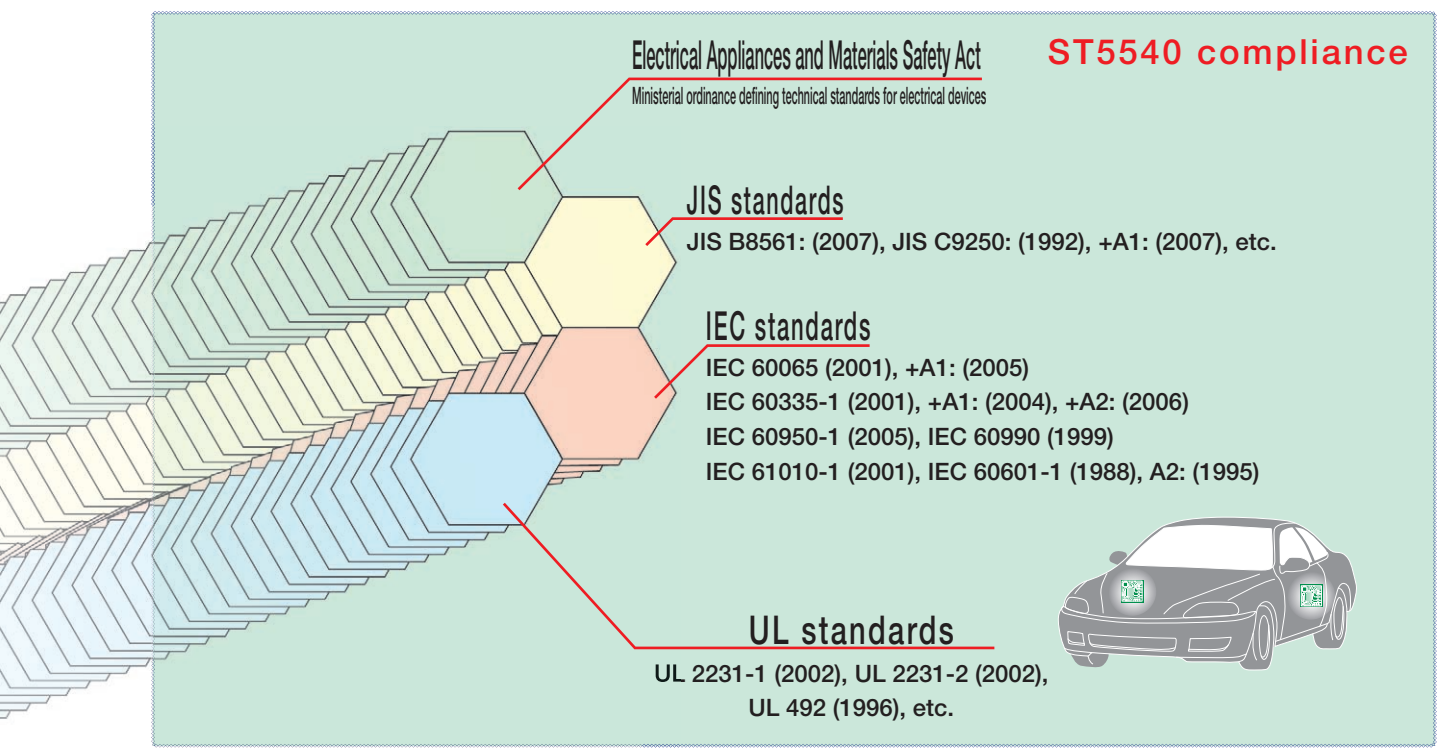 ST5540 compliance
Electrical Appliances and Materials Safety Act
Ministerial ordinance defining technical standards for electrical devices
JIS standards
JIS B8561: (2007), JIS C9250: (1992), +A1: (2007), etc.
IEC standards
IEC 60065 (2001), +A1: (2005)
IEC 60335-1 (2001), +A1: (2004), +A2: (2006)
IEC 60950-1 (2005), IEC 60990 (1999)
IEC 61010-1 (2001), IEC 60601-1 (1988), A2: (1995)
UL standards
UL 2231-1 (2002), UL 2231-2 (2002),
UL 492 (1996), etc.